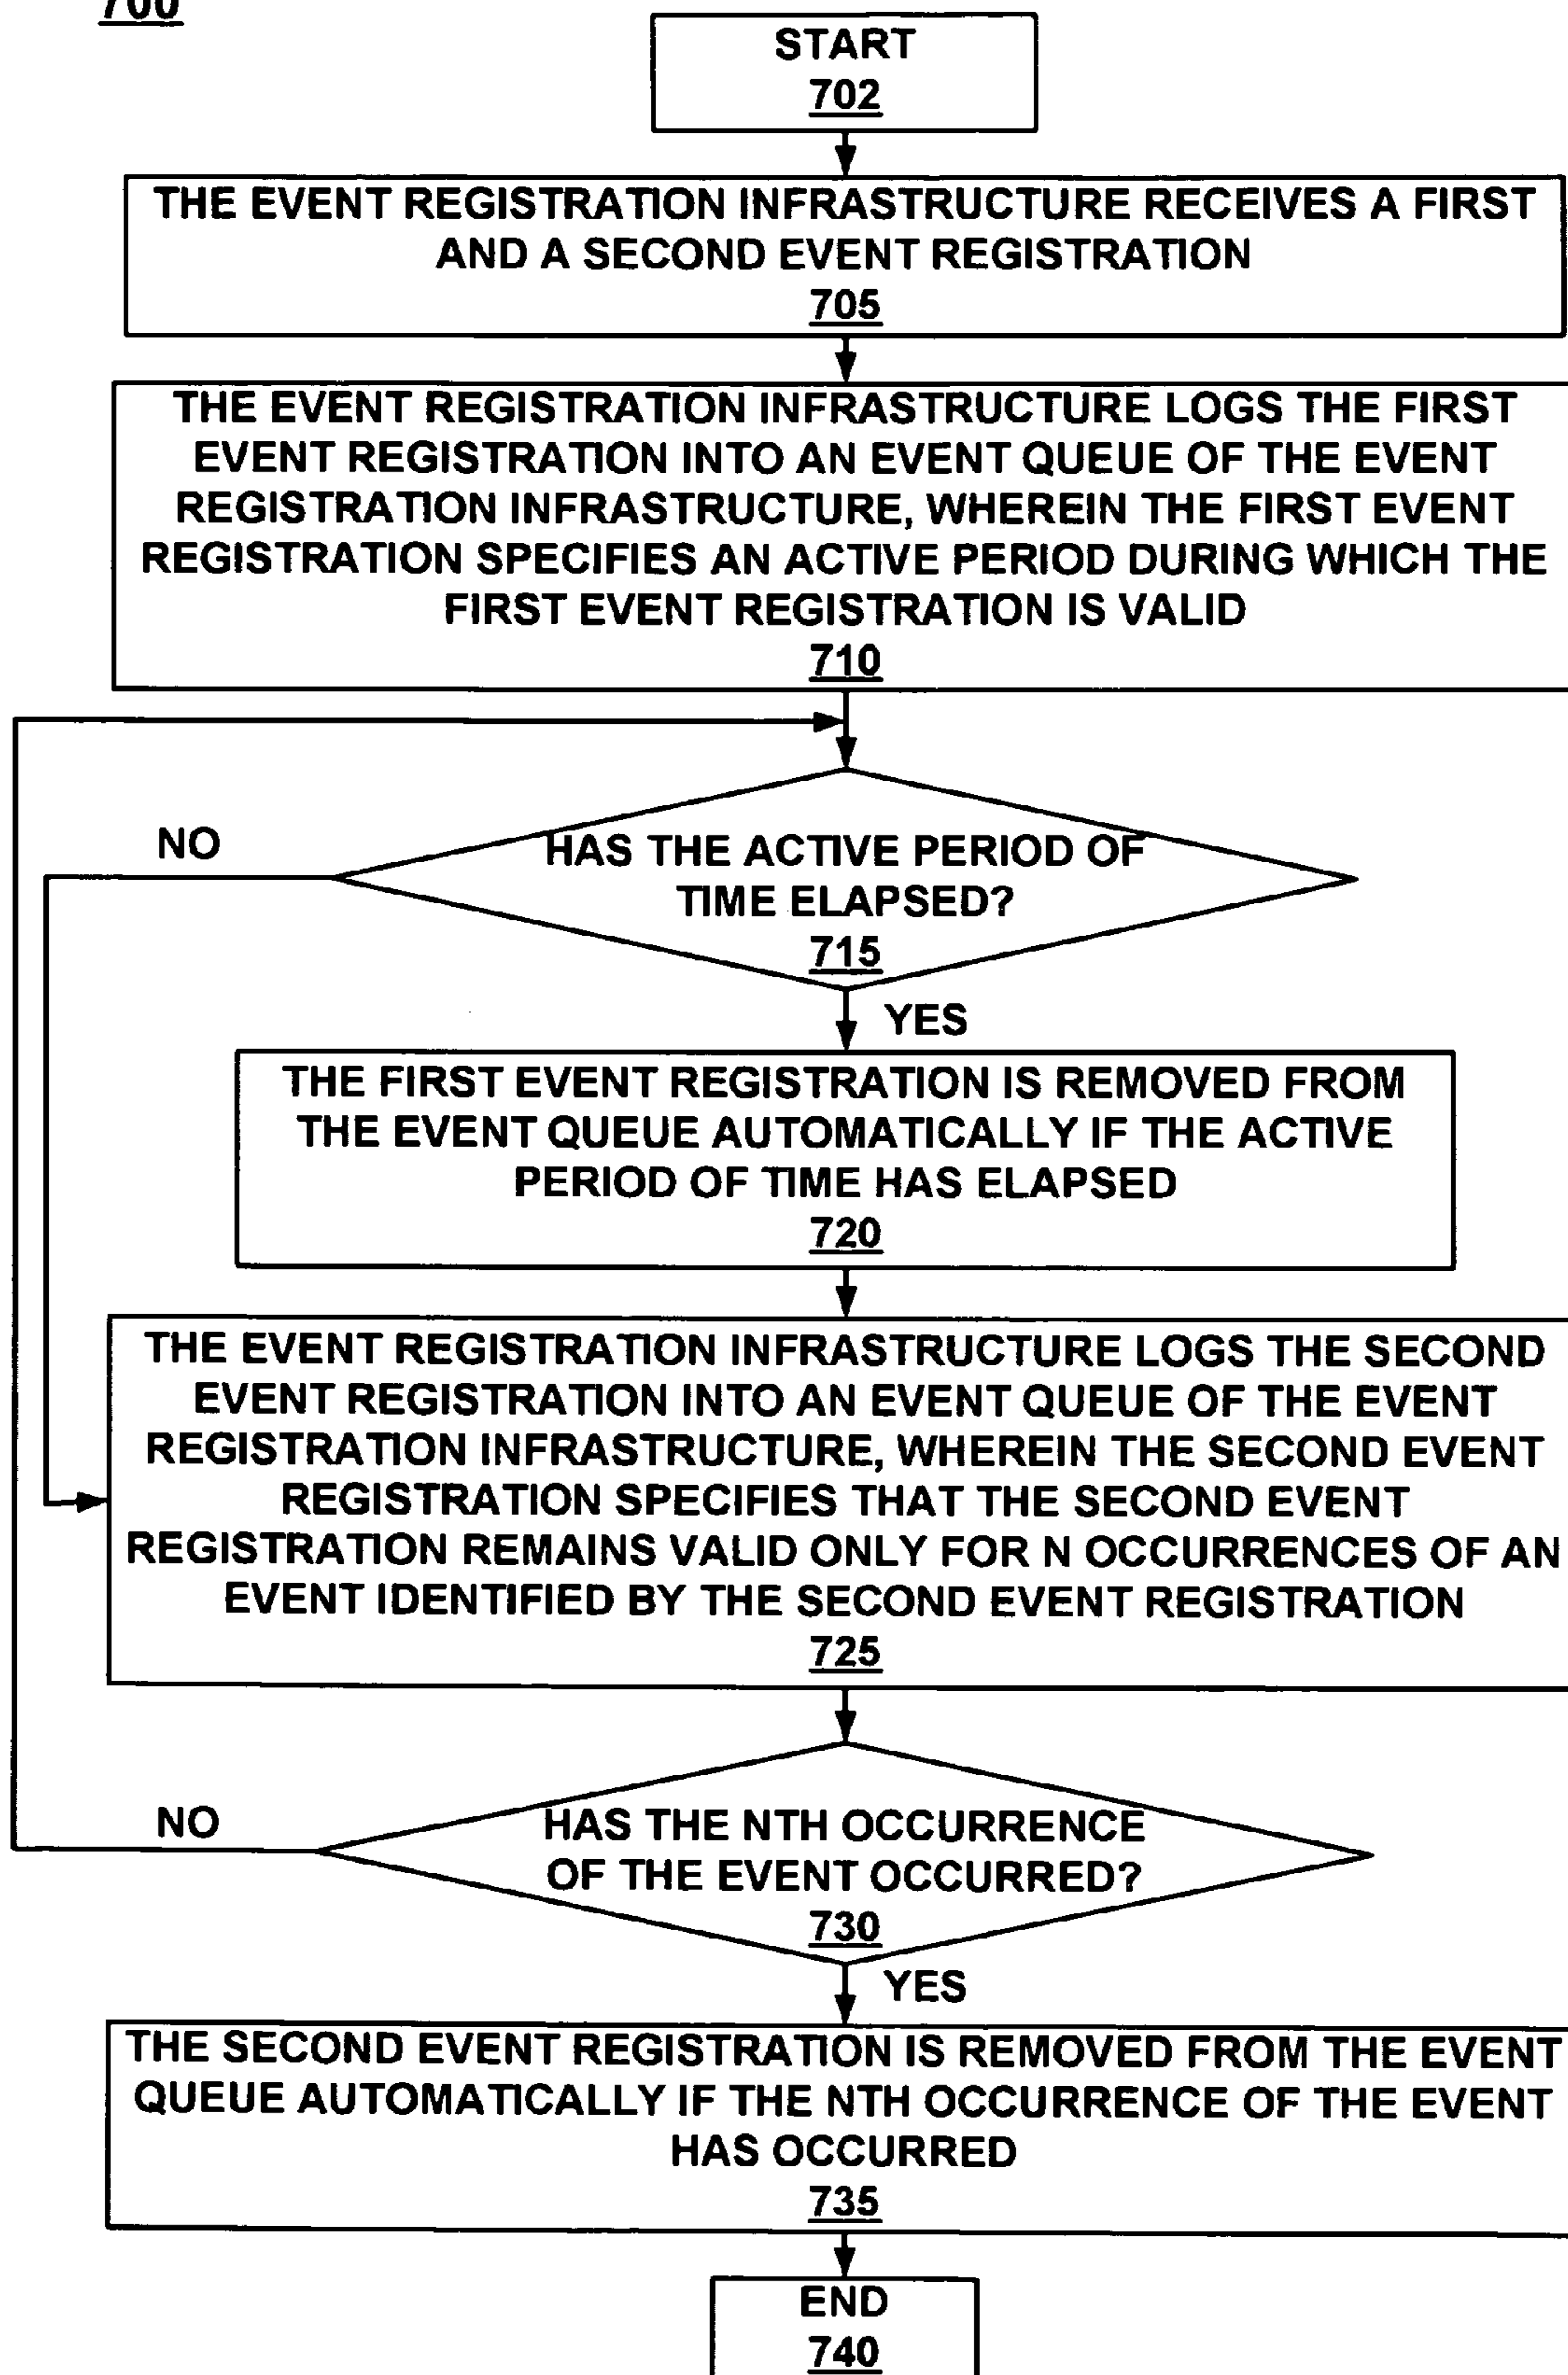 700
START
702
THE EVENT REGISTRATION INFRASTRUCTURE RECEIVES A FIRST
AND A SECOND EVENT REGISTRATION
705
THE EVENT REGISTRATION INFRASTRUCTURE LOGS THE FIRST
EVENT REGISTRATION INTO AN EVENT QUEUE OF THE EVENT
REGISTRATION INFRASTRUCTURE, WHEREIN THE FIRST EVENT
REGISTRATION SPECIFIES AN ACTIVE PERIOD DURING WHICH THE
FIRST EVENT REGISTRATION IS VALID
710
NO
HAS THE ACTIVE PERIOD OF
TIME ELAPSED?
715
YES
THE FIRST EVENT REGISTRATION IS REMOVED FROM
THE EVENT QUEUE AUTOMATICALLY IF THE ACTIVE
PERIOD OF TIME HAS ELAPSED
720
THE EVENT REGISTRATION INFRASTRUCTURE LOGS THE SECOND
EVENT REGISTRATION INTO AN EVENT QUEUE OF THE EVENT
REGISTRATION INFRASTRUCTURE, WHEREIN THE SECOND EVENT
REGISTRATION SPECIFIES THAT THE SECOND EVENT
REGISTRATION REMAINS VALID ONLY FOR N OCCURRENCES OF AN
EVENT IDENTIFIED BY THE SECOND EVENT REGISTRATION
725
NO
HAS THE NTH OCCURRENCE
OF THE EVENT OCCURRED?
730
YES
THE SECOND EVENT REGISTRATION IS REMOVED FROM THE EVENT
QUEUE AUTOMATICALLY IF THE NTH OCCURRENCE OF THE EVENT
HAS OCCURRED
735
END
740